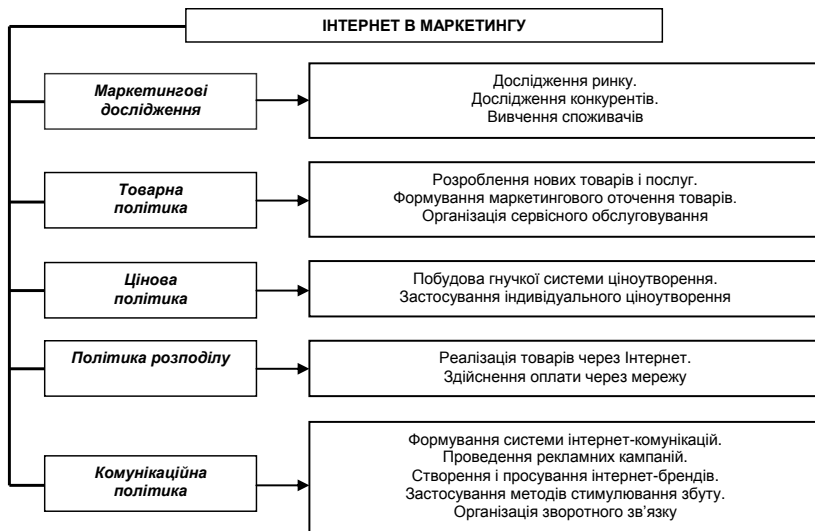 ІНТЕРНЕТ В МАРКЕТИНГУ
Маркетингові
дослідження
Дослідження ринку.
Дослідження конкурентів.
Вивчення споживачів
Товарна
політика
Розроблення нових товарів і послуг.
Формування маркетингового оточення товарів.
Організація сервісного обслуговування
Цінова
політика
Побудова гнучкої системи ціноутворення.
Застосування індивідуального ціноутворення
Політика розподілу
Реалізація товарів через Інтернет.
Здійснення оплати через мережу
Комунікаційна
політика
Формування системи інтернет-комунікацій.
Проведення рекламних кампаній.
Створення і просування інтернет-брендів.
Застосування методів стимулювання збуту.
Організація зворотного зв’язку